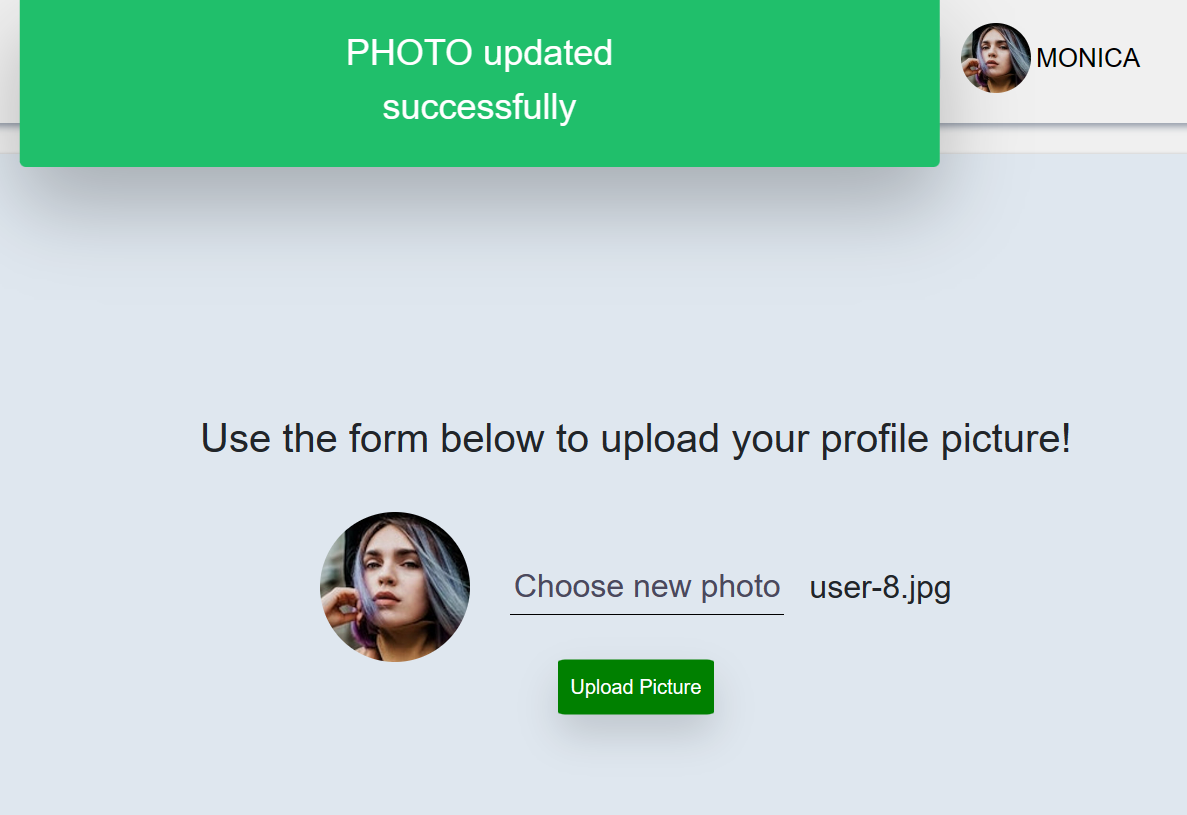 PHOTO updated
successfully
MONICA
Use the form below to upload your profile picture!
Choose new photo
user-8.jpg
Upload Picture